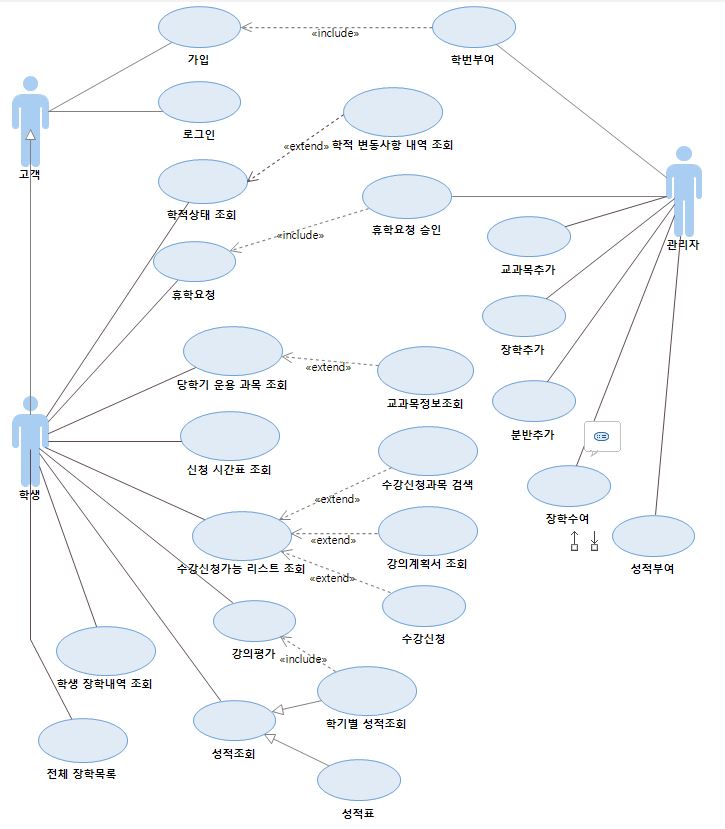 가입
«include»
학번부여
로그인
고객
«extend»
학적 변동사항 내역 조회
학적상태 조회
휴학요청 승인
«include»
관리자
휴학요청
교과목추가
장학추가
당학기 운용 과목 조회
«extend»
교과목정보조회
분반추가
신청 시간표 조회
수강신청과목 검색
학생
«extend»
장학수여
«extend»
강의계획서 조회
수강신청가능 리스트 조회
성적부여
«extend»
수강신청
강의평가
«include»
학생 장학내역 조회
학기별 성적조회
성적조회
전체 장학목록
성적표